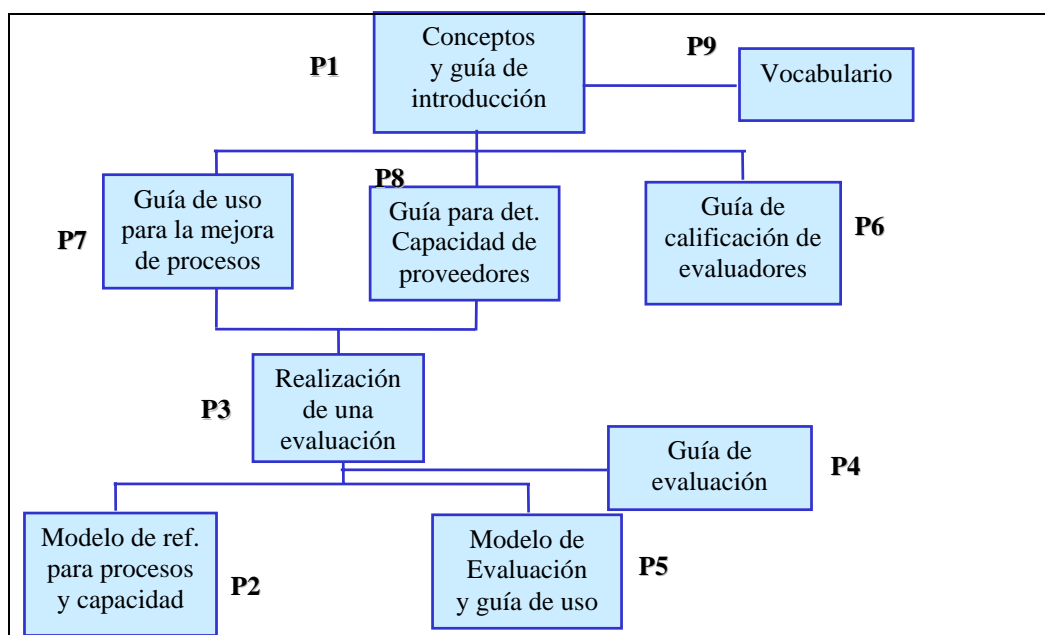 Conceptos
y guía de
introducción
P1
P9
Vocabulario
P8
Guía de uso
para la mejora
de procesos
P7
Guía para det.
Capacidad de
proveedores
Guía de
calificación de
evaluadores
P6
Realización
de una
evaluación
P3
Guía de
evaluación
P4
Modelo de ref.
para procesos
y capacidad
P2
Modelo de
Evaluación
y guía de uso
P5